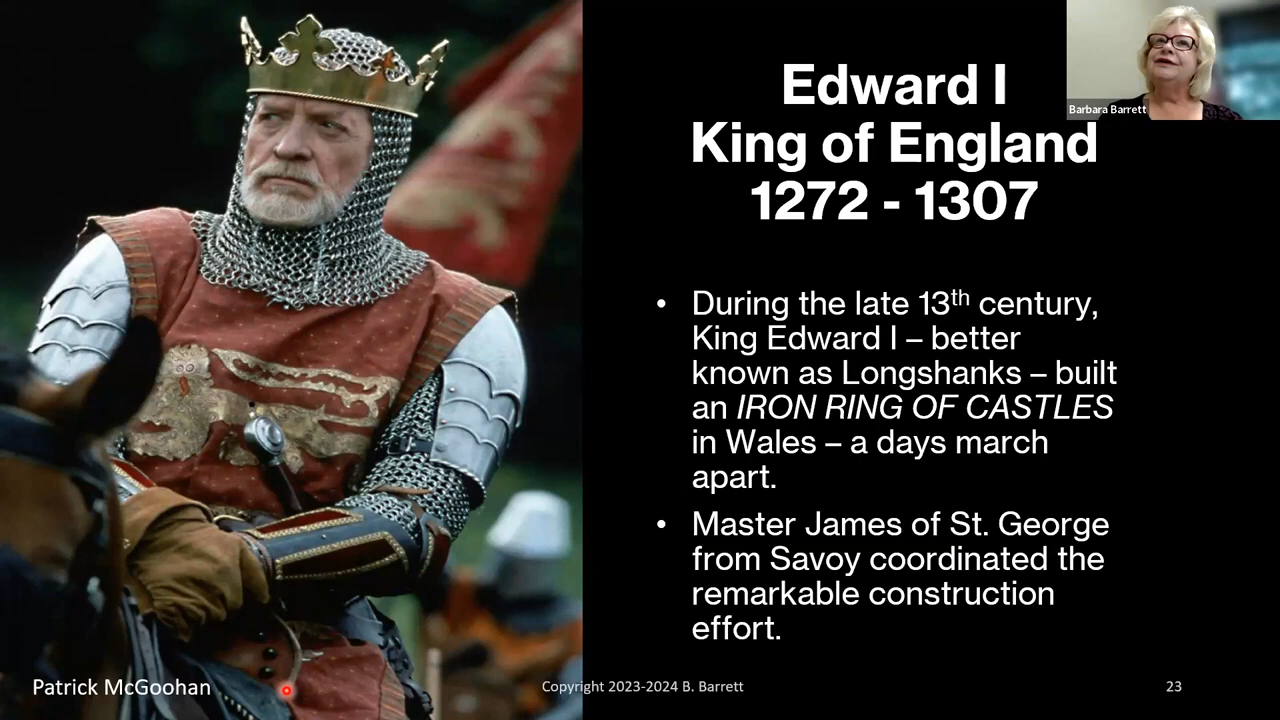 Edward I
King of England
1272 - 1307
Barbara Barrett
• During the late 13th century,
King Edward I – better
known as Longshanks – built
an IRON RING OF CASTLES
in Wales – a days march
apart.
• Master James of St. George
from Savoy coordinated the
remarkable construction
effort.
Patrick McGoohan
Copyright 2023-2024 B. Barrett
23